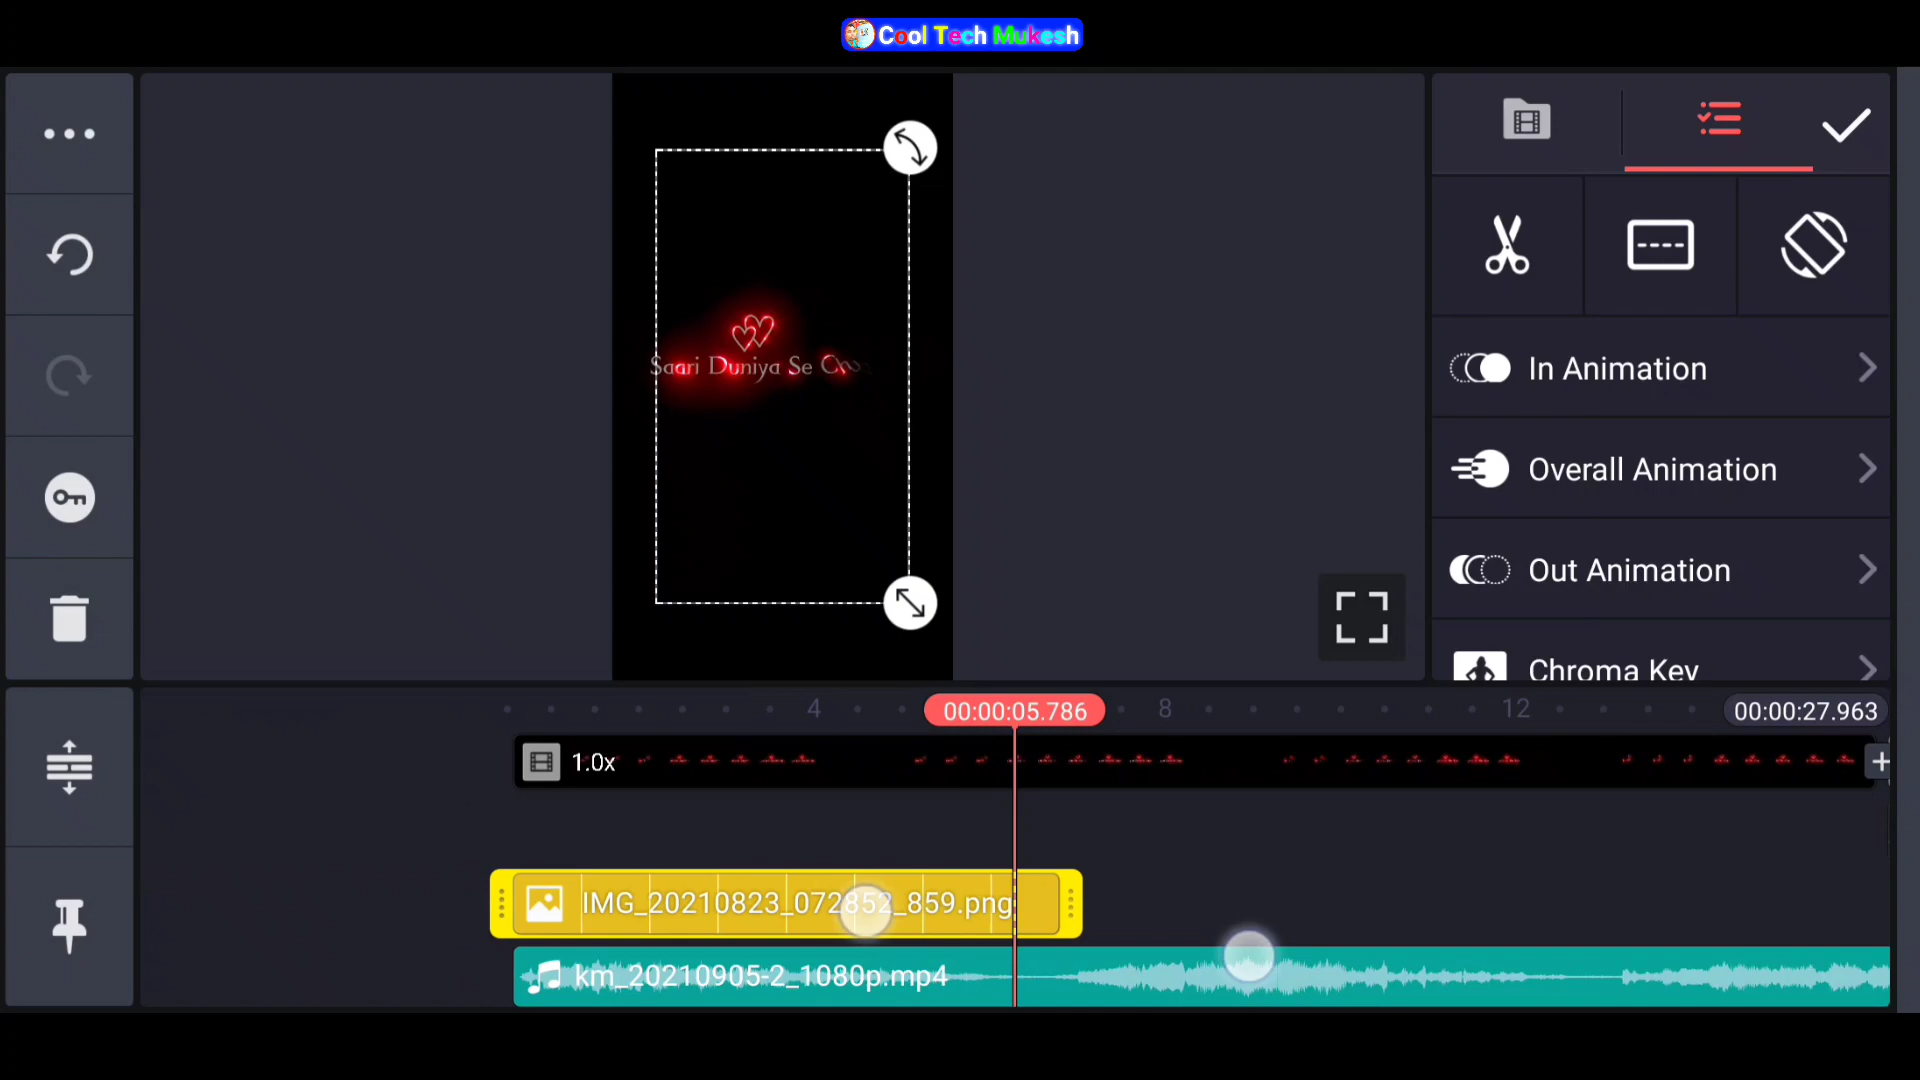 Cool Tech Mukesh
Saari Duniya Se
In Animation
Overall Animation
Out Animation
Chroma Key
4
00:00:05.786
8
12
00:00:27.963
1.0x
IMG_20210823_072852_859.png
km_20210905-2_1080p.mp4